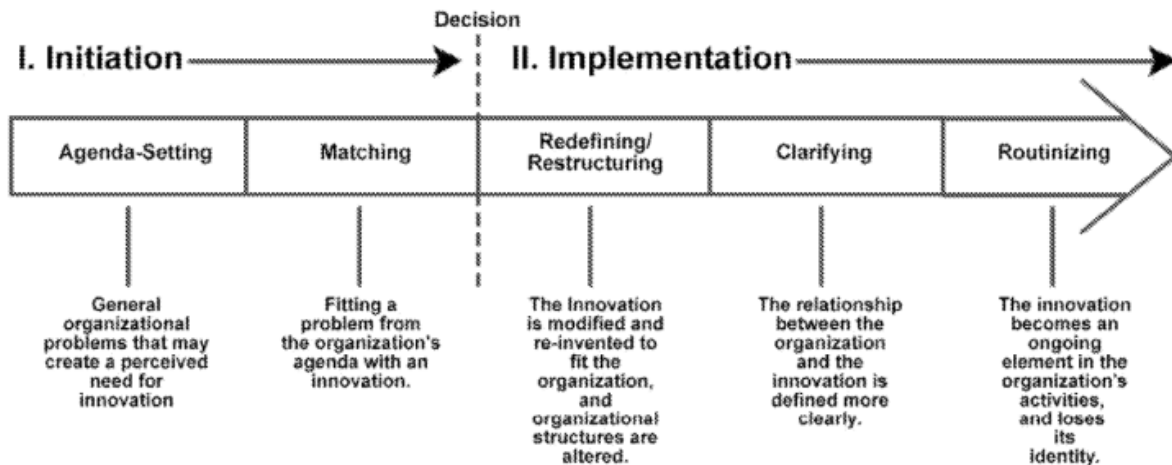 Decision
I. Initiation
II. Implementation
Agenda-Setting
Matching
Redefining/
Restructuring
Clarifying
Routinizing
General
organizational
problems that may
create a perceived
need for
innovation
Fitting a
problem from
the organization's
agenda with an
innovation.
The Innovation
is modified and
re-invented to
fit the
organization,
and
organizational
structures are
altered.
The relationship
between the
organization
and the
innovation is
defined more
clearly.
The innovation
becomes an
ongoing
element in the
organization's
activities,
and loses
its
identity.